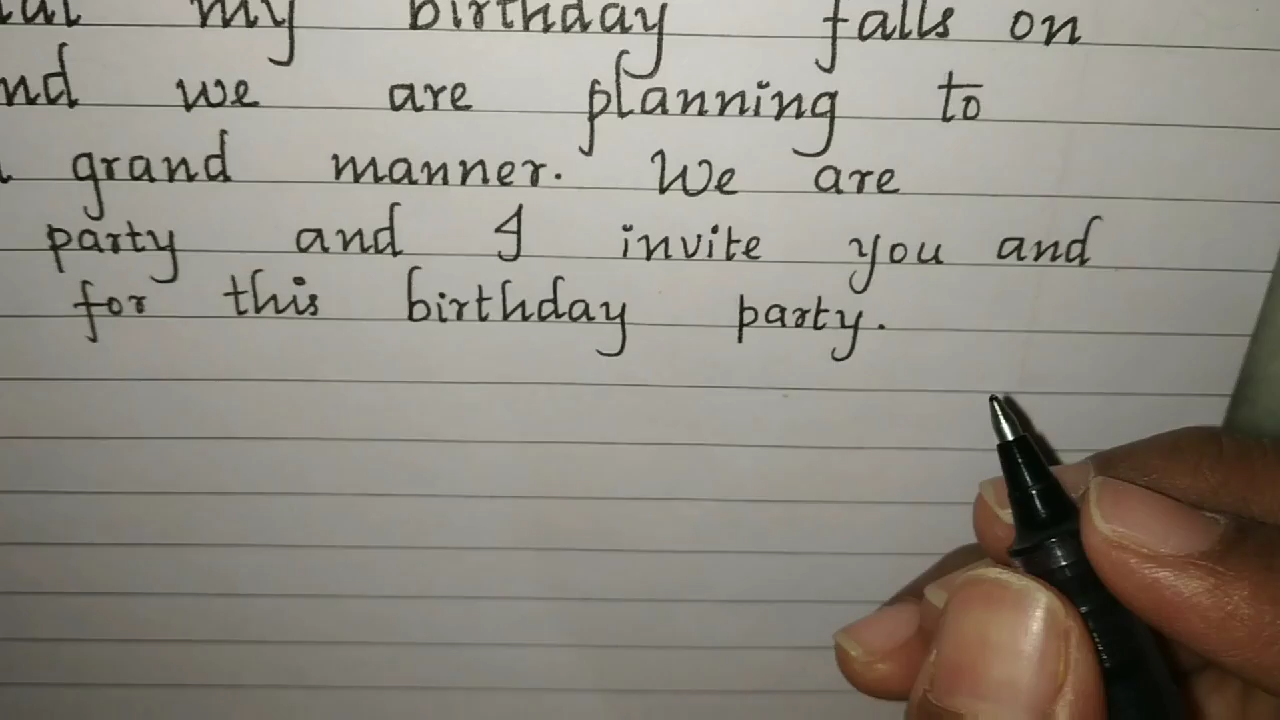 my birthday falls on
we are planning to
grand manner. We are
party and I invite you and
for this birthday party.